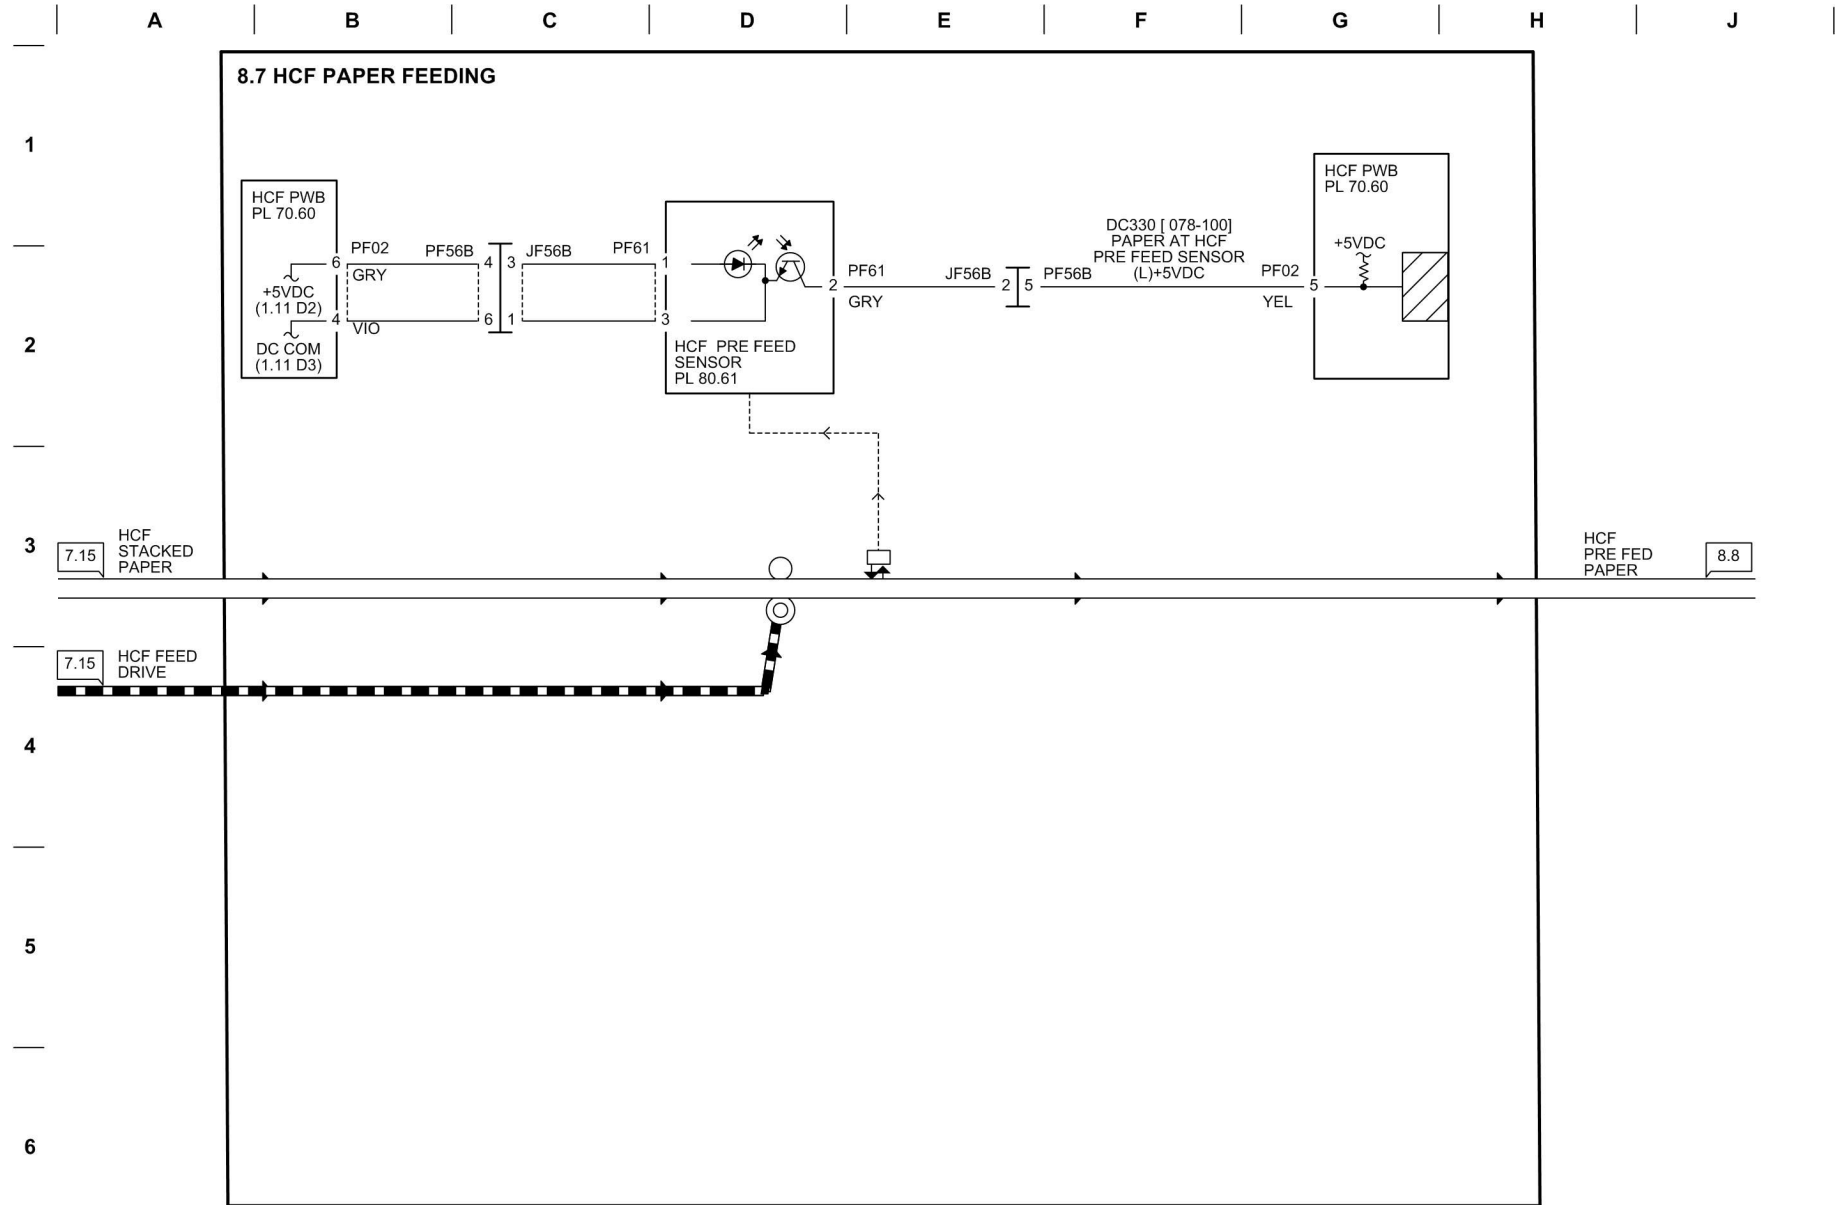 A B C D E F G H J
8.7 HCF PAPER FEEDING
1
2
3
4
5
6
HCF PWB
PL 70.60
+5VDC
(1.11 D2)
DC COM
(1.11 D3)
6
4
PF02
GRY
VIO
PF56B
4 3
6 1
JF56B
PF61
1
3
HCF PRE FEED
SENSOR
PL 80.61
2
PF61
GRY
JF56B
2 5
PF56B
DC330 [ 078-100]
PAPER AT HCF
PRE FEED SENSOR
(L)+5VDC
PF02
YEL
5
HCF PWB
PL 70.60
+5VDC
7.15
HCF
STACKED
PAPER
HCF
PRE FED
PAPER
8.8
7.15
HCF FEED
DRIVE